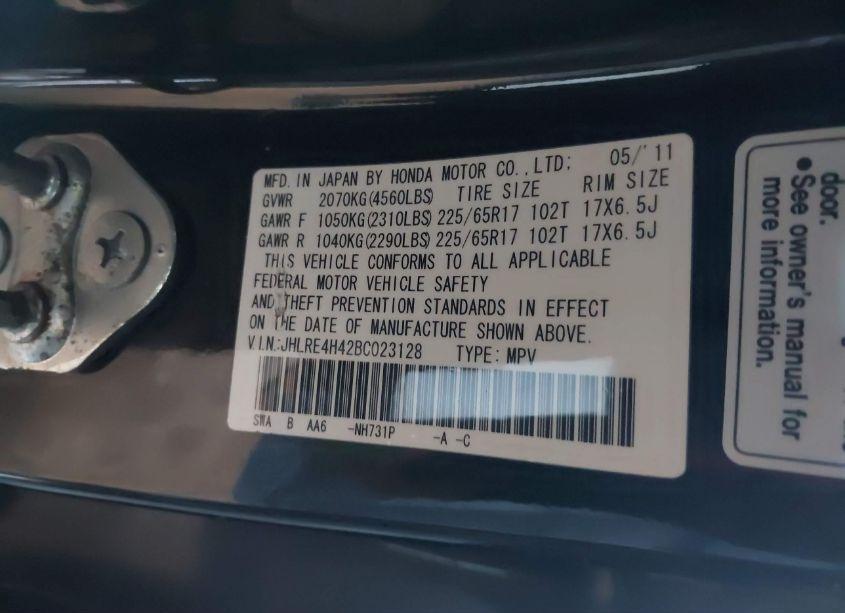 MFD. IN JAPAN BY HONDA MOTOR CO.,LTD; 05/'11
GVWR 2070KG(4560LBS) TIRE SIZE RIM SIZE
GAWR F 1050KG(2310LBS) 225/65R17 102T 17X6.5J
GAWR R 1040KG(2290LBS) 225/65R17 102T 17X6.5J
THIS VEHICLE CONFORMS TO ALL APPLICABLE
FEDERAL MOTOR VEHICLE SAFETY
AND THEFT PREVENTION STANDARDS IN EFFECT
ON THE DATE OF MANUFACTURE SHOWN ABOVE.
VIN:JHLRE4H42BC023128 TYPE: MPV
SWA B AA6 -NH731P -A -C
door.
● See owner's manual for
more information.